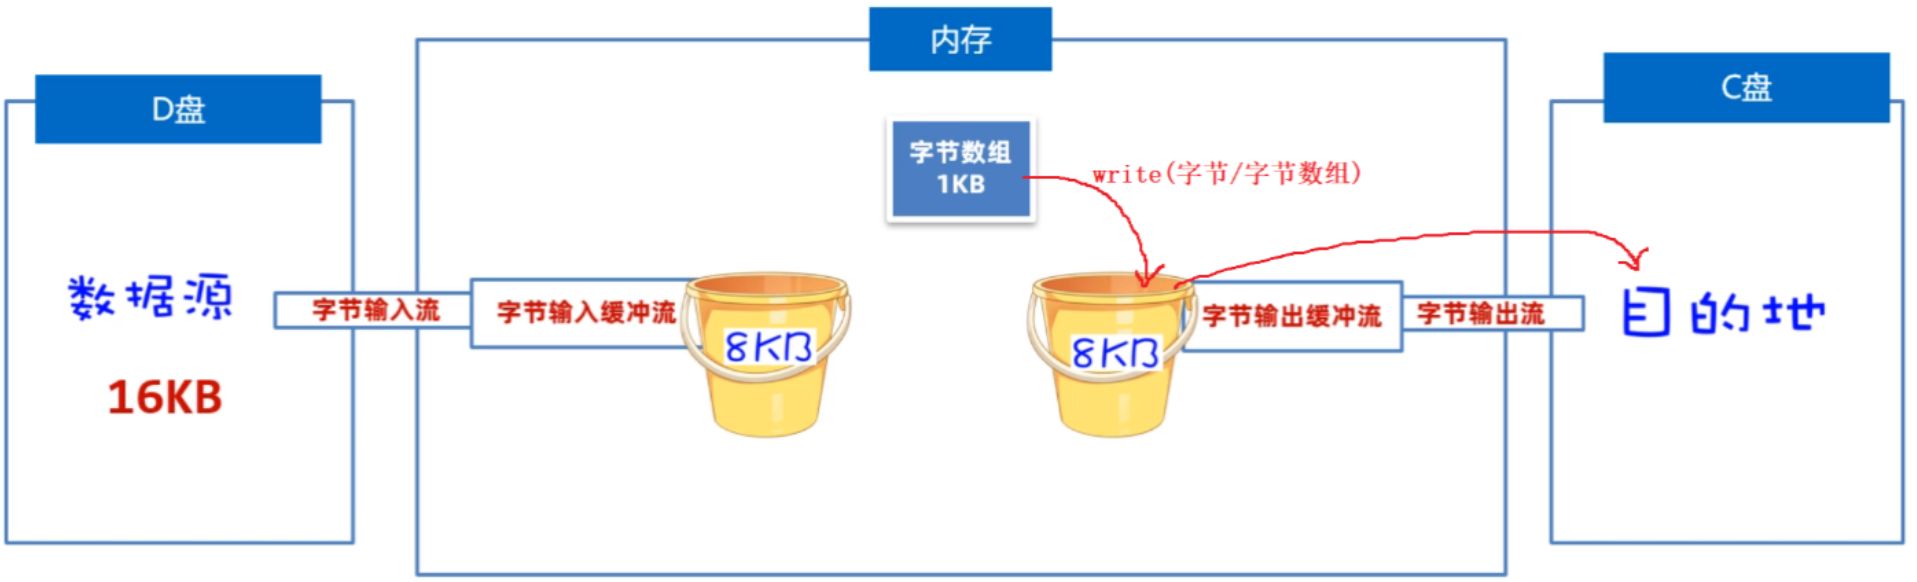 内存
D盘
C盘
字节数组
1KB
write(字节/字节数组)
数据源
字节输入流
字节输入缓冲流
8KB
8KB
字节输出缓冲流
字节输出流
目的地
16KB